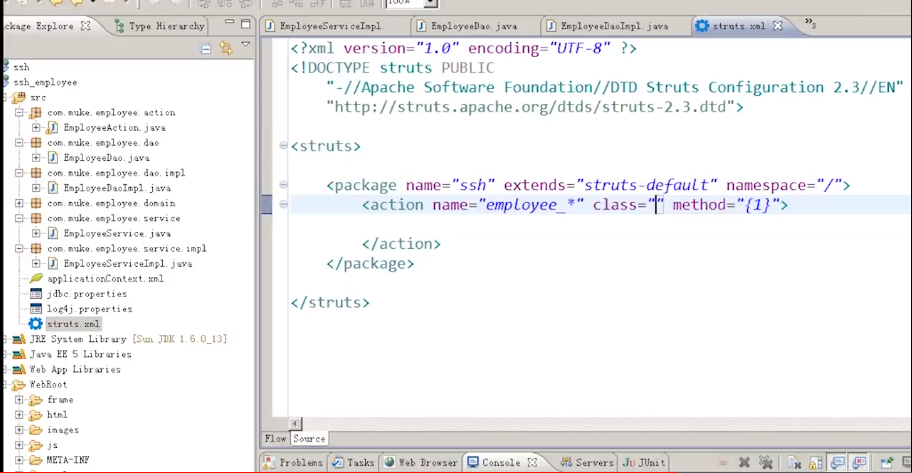 100%
Package Explorer
Type Hierarchy
EmployeeServiceImpl
EmployeeDao.java
EmployeeDaoImpl.java
struts.xml
3
ssh
ssh_employee
src
com.muke.employee.action
EmployeeAction.java
com.muke.employee.dao
EmployeeDao.java
com.muke.employee.dao.impl
EmployeeDaoImpl.java
com.muke.employee.domain
com.muke.employee.service
EmployeeService.java
com.muke.employee.service.impl
EmployeeServiceImpl.java
applicationContext.xml
jdbc.properties
log4j.properties
struts.xml
JRE System Library [Sun JDK 1.6.0_13]
Java EE 5 Libraries
Web App Libraries
WebRoot
frame
html
images
js
META-INF
<?xml version="1.0" encoding="UTF-8" ?>
<!DOCTYPE struts PUBLIC
"-//Apache Software Foundation//DTD Struts Configuration 2.3//EN"
"http://struts.apache.org/dtds/struts-2.3.dtd">
<struts>
<package name="ssh" extends="struts-default" namespace="/">
<action name="employee_*" class="" method="{1}">
</action>
</package>
</struts>
Flow Source
Problems Tasks Web Browser Console Servers JUnit